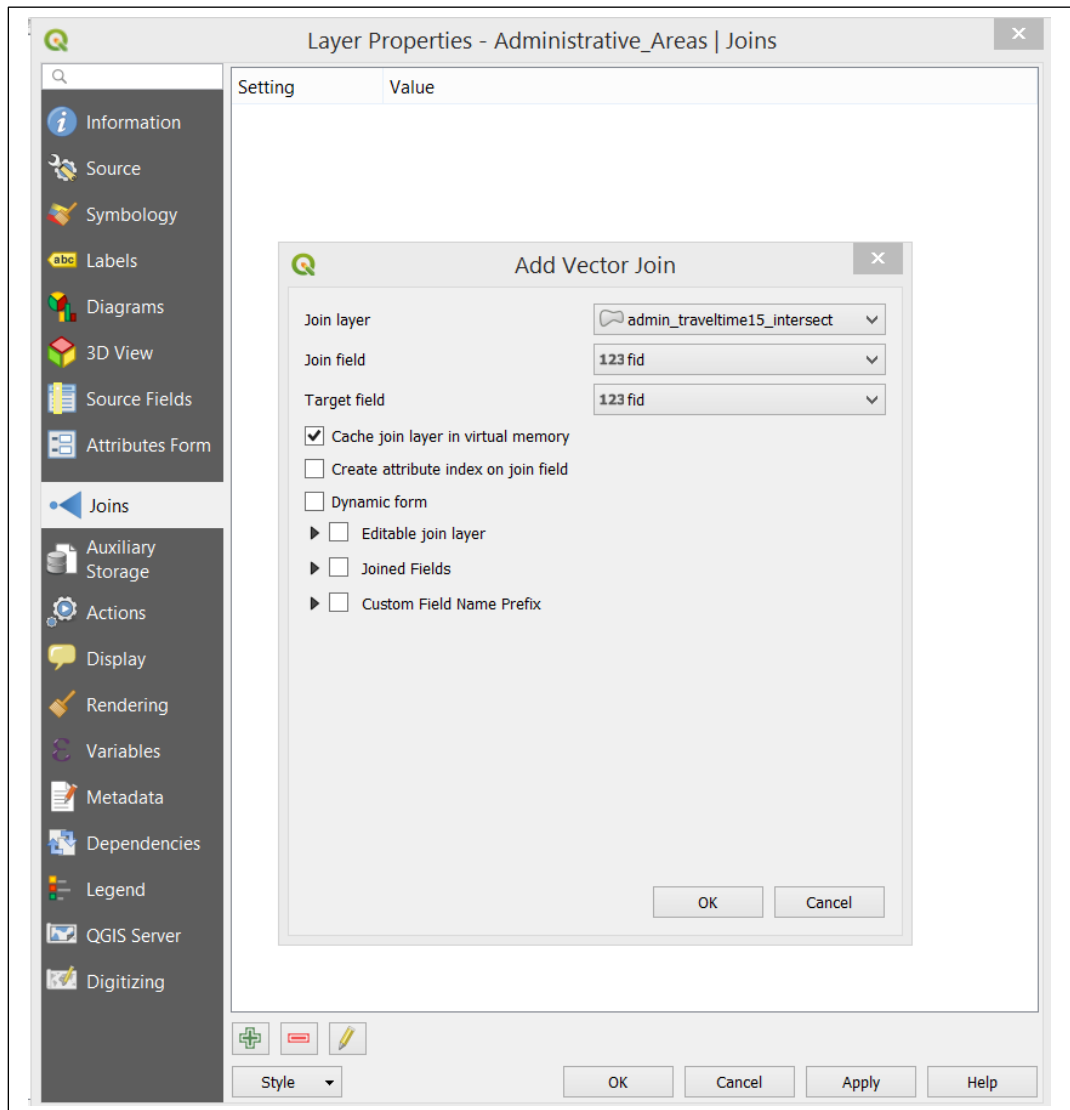 Layer Properties - Administrative_Areas | Joins
Setting Value
Information
Source
Symbology
abc Labels
Diagrams
3D View
Source Fields
Attributes Form
Joins
Auxiliary
Storage
Actions
Display
Rendering
Variables
Metadata
Dependencies
Legend
QGIS Server
Digitizing
Add Vector Join
Join layer admin_traveltime15_intersect
Join field 123 fid
Target field 123 fid
Cache join layer in virtual memory
Create attribute index on join field
Dynamic form
Editable join layer
Joined Fields
Custom Field Name Prefix
OK Cancel
Style OK Cancel Apply Help